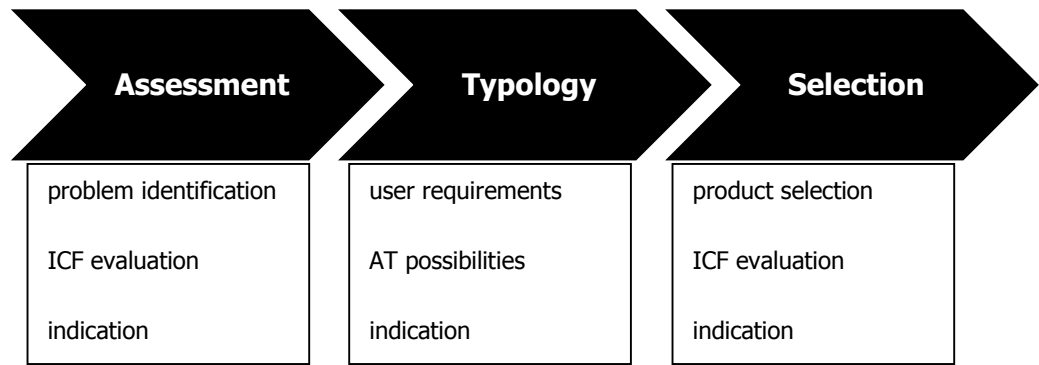 Assessment
Typology
Selection
problem identification
ICF evaluation
indication
user requirements
AT possibilities
indication
product selection
ICF evaluation
indication